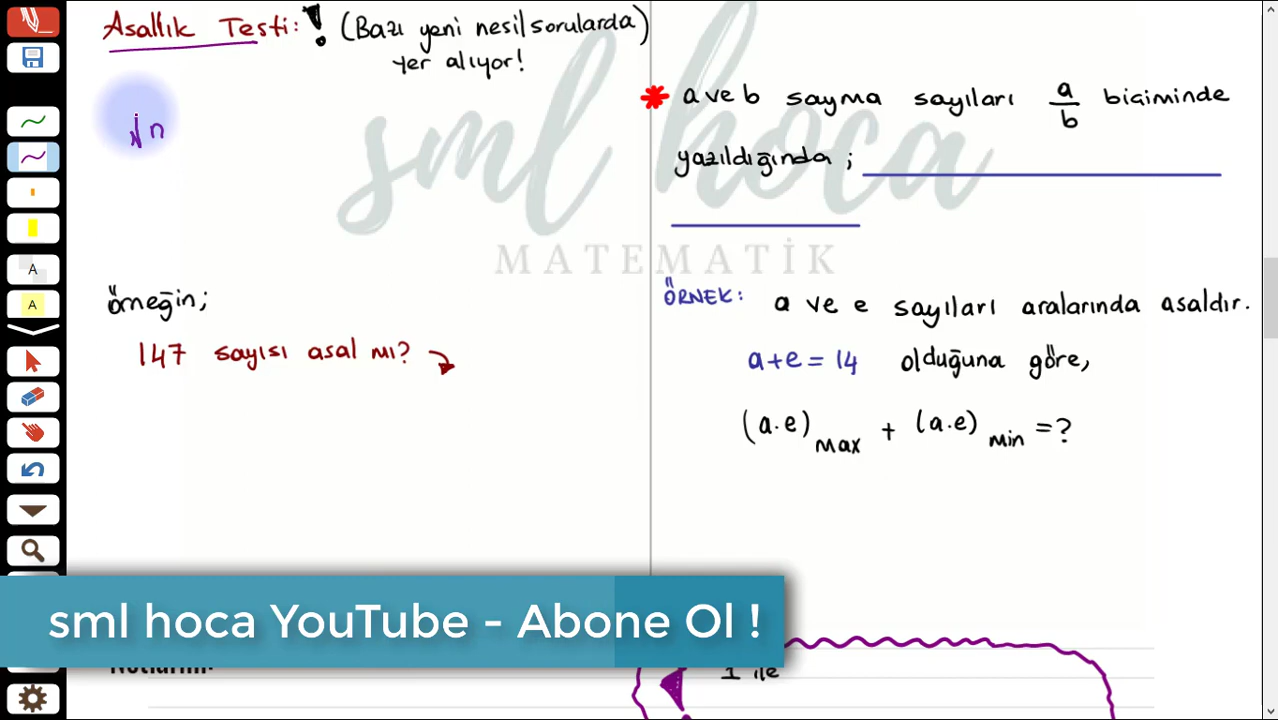 Asallık Testi: ! (Bazı yeni nesil sorularda)
yer alıyor!
√n
örneğin;
147 sayısı asal mı?
* a ve b sayma sayıları a/b biçiminde
yazıldığında ;
ÖRNEK: a ve e sayıları aralarında asaldır.
a+e=14 olduğuna göre,
(a.e) max + (a.e) min =?
sml hoca
MATEMATİK
A
A
sml hoca YouTube - Abone Ol !
1 ile